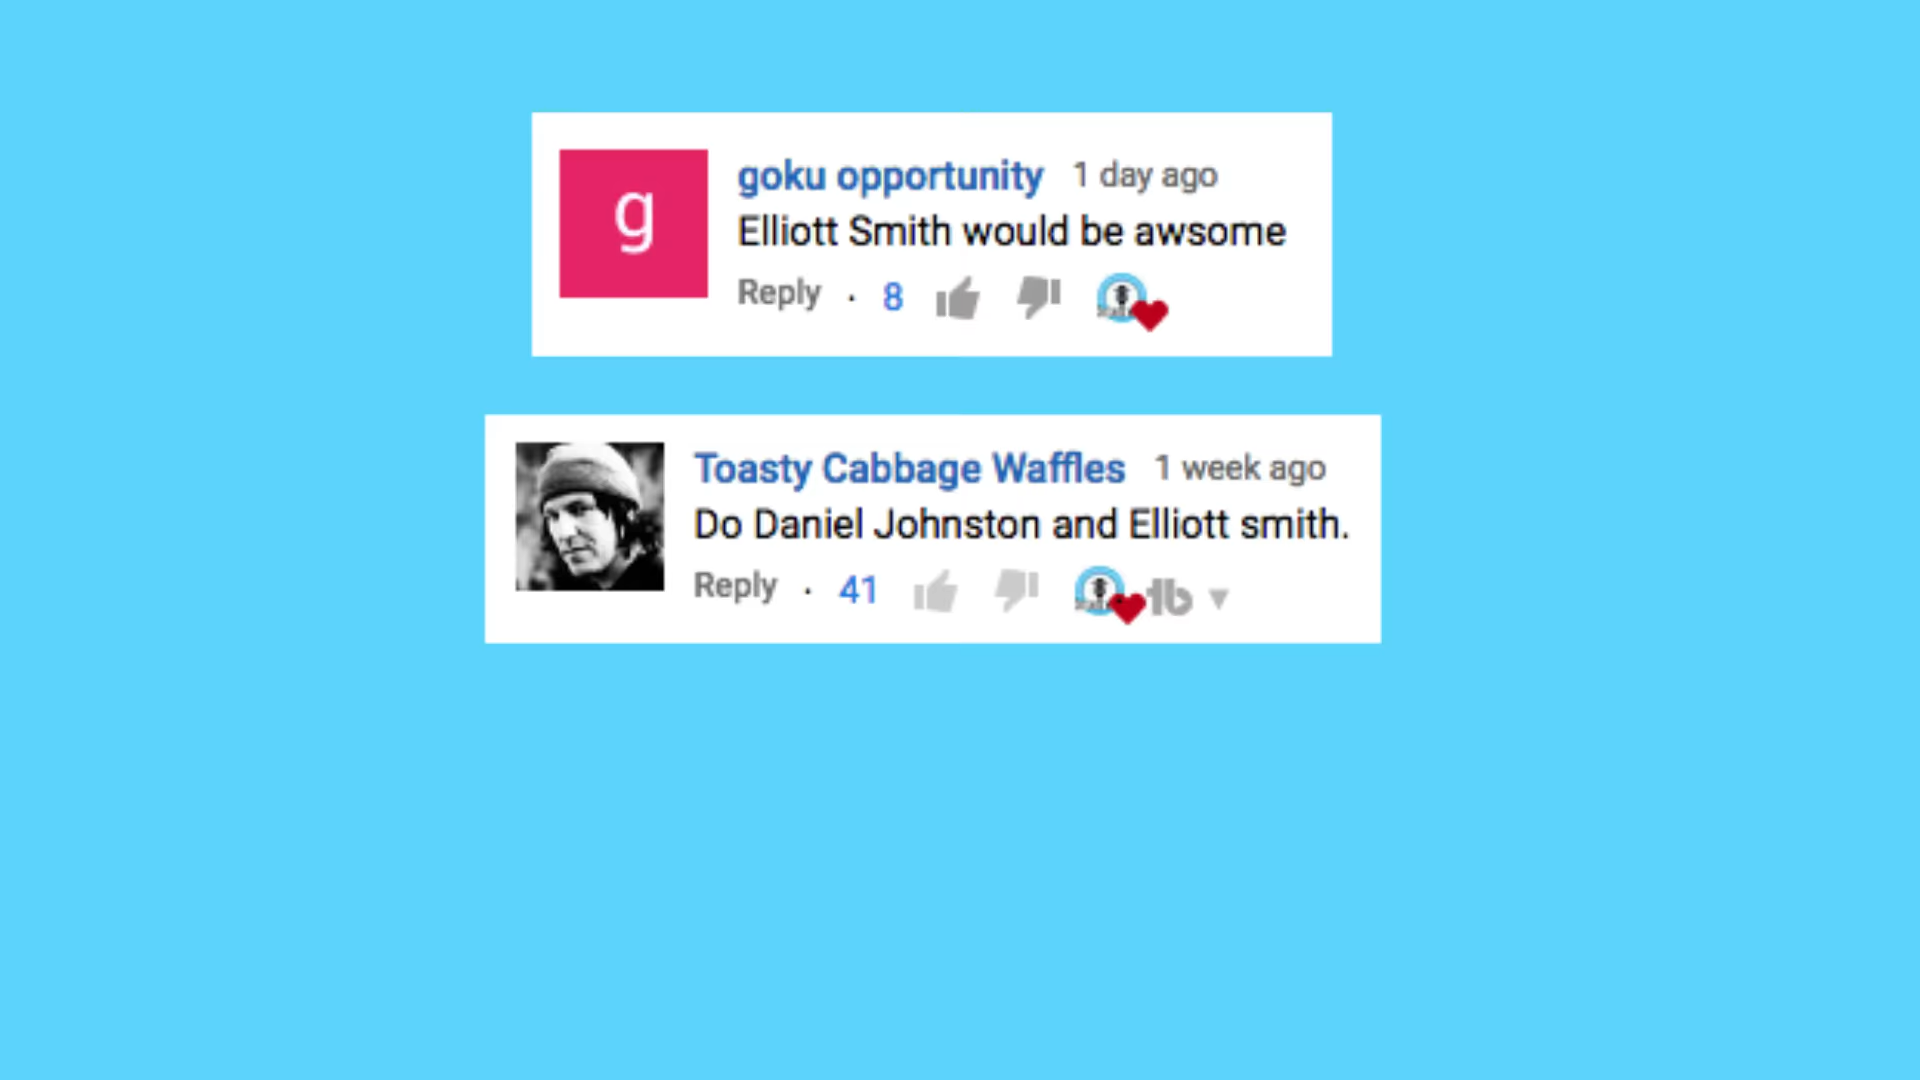 g
goku opportunity 1 day ago
Elliott Smith would be awsome
Reply · 8
Toasty Cabbage Waffles 1 week ago
Do Daniel Johnston and Elliott smith.
Reply · 41